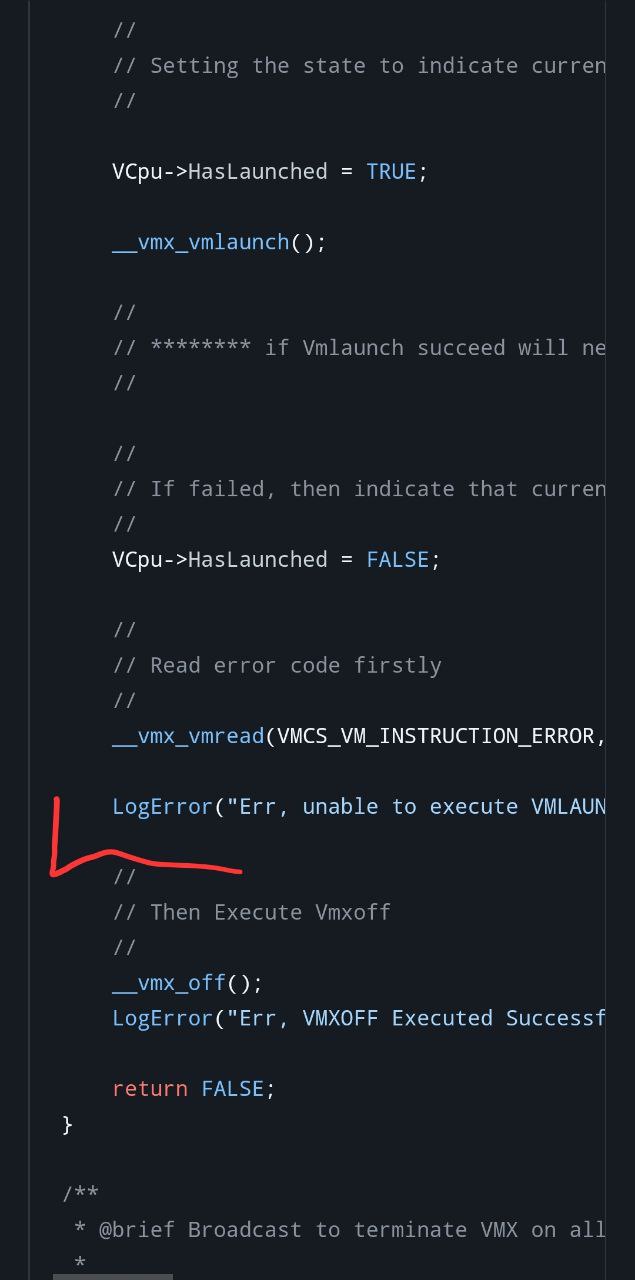 //
// Setting the state to indicate curren
//
VCpu->HasLaunched = TRUE;
__vmx_vmlaunch();
//
// ******** if Vmlaunch succeed will ne
//
//
// If failed, then indicate that curren
//
VCpu->HasLaunched = FALSE;
//
// Read error code firstly
//
__vmx_vmread(VMCS_VM_INSTRUCTION_ERROR,
LogError("Err, unable to execute VMLAUN
//
// Then Execute Vmxoff
//
__vmx_off();
LogError("Err, VMXOFF Executed Successf
return FALSE;
}
/**
* @brief Broadcast to terminate VMX on all
*